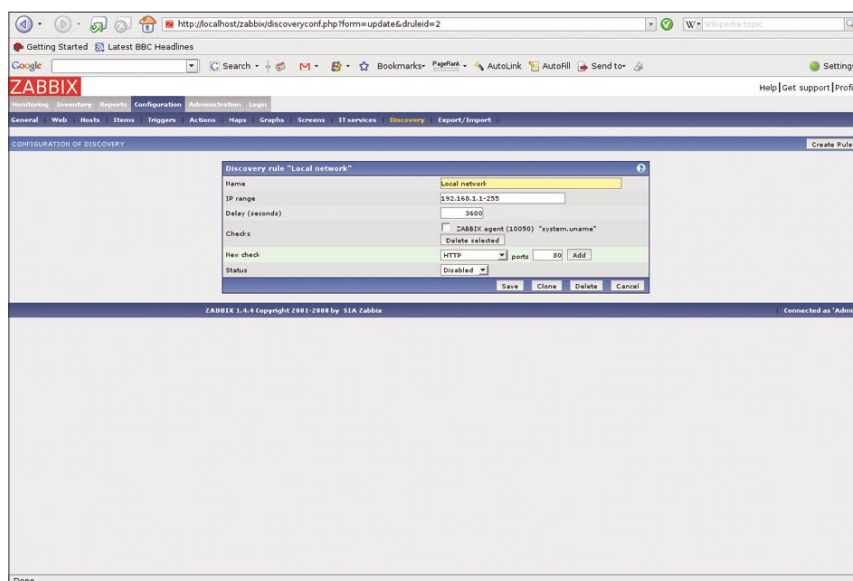 http://localhost/zabbix/discoveryconf.php?form=update&druleid=2
W wikipedia topic
Getting Started Latest BBC Headlines
Google G Search Bookmarks PageRank AutoLink AutoFill Send to Settings
ZABBIX
Help|Get support|Profi
Monitoring Inventory Reports Configuration Administration Login
General Web Hosts Items Triggers Actions Maps Graphs Screens IT services Discovery Export/Import
CONFIGURATION OF DISCOVERY Create Rule
Discovery rule "Local network"
Name Local network
IP range 192.168.1.1-255
Delay (seconds) 3600
Checks ZABBIX agent (10050) "system.uname"
Delete selected
New check HTTP ports 80 Add
Status Disabled
Save Clone Delete Cancel
ZABBIX 1.4.4 Copyright 2001-2008 by SIA Zabbix Connected as 'Admi
Done